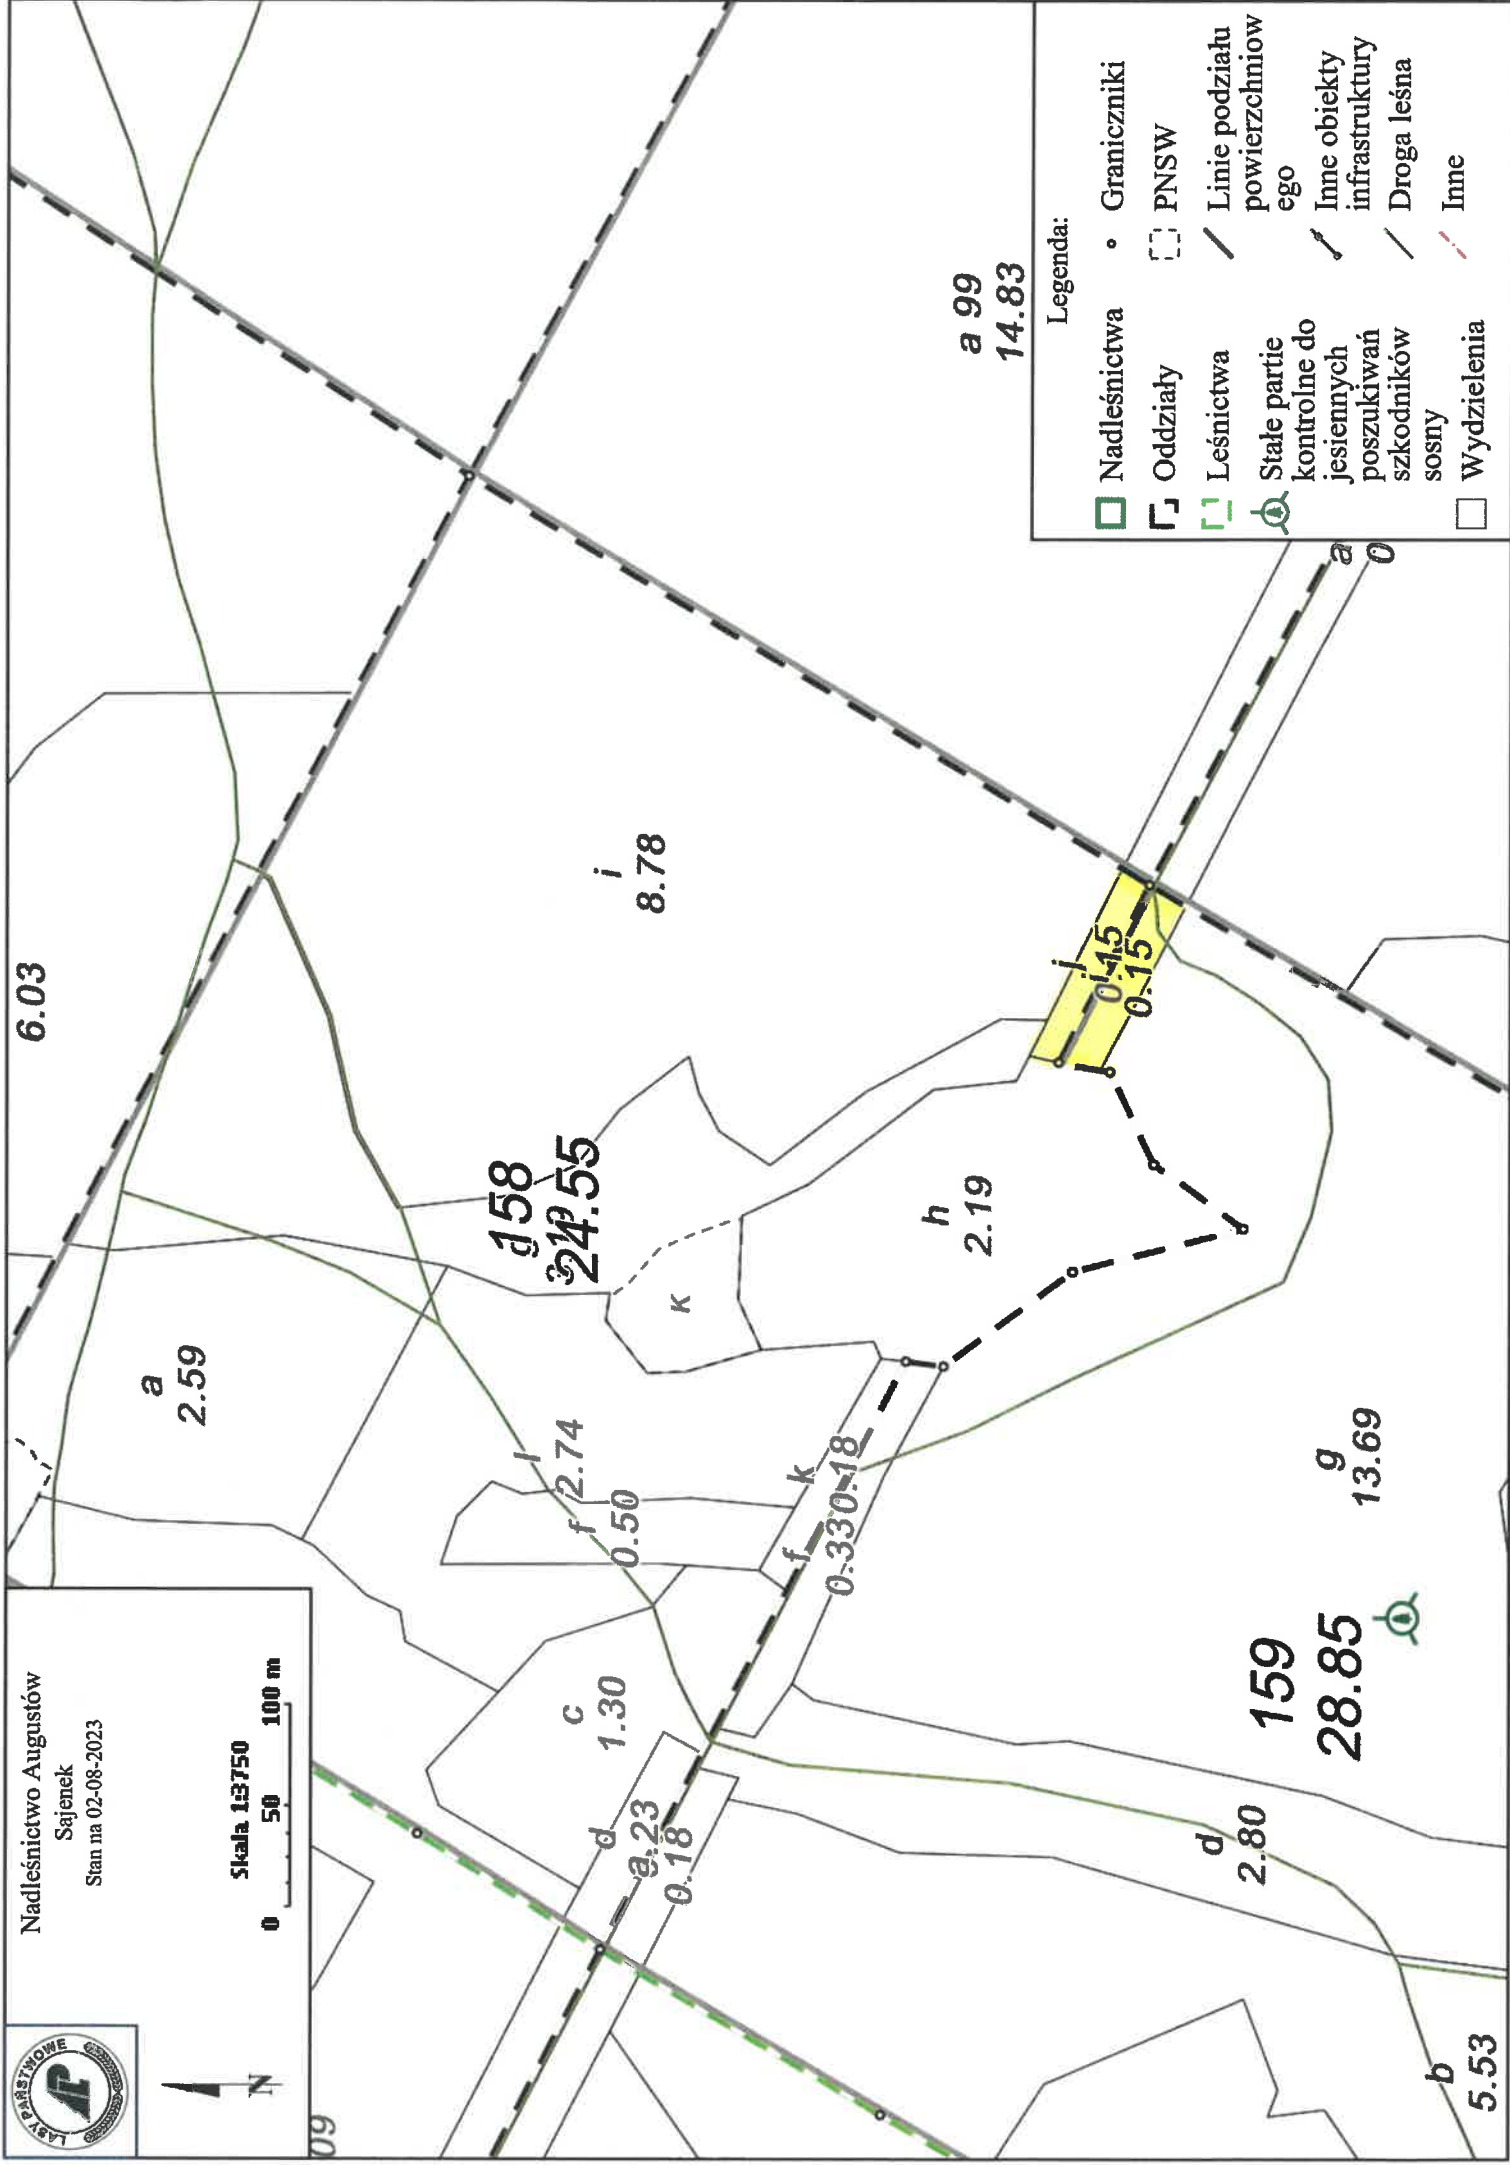 LASY PAŃSTWOWE
LP
Nadleśnictwo Augustów
Sajenek
Stan na 02-08-2023
Skala 1:3750
0 50 100 m
N
6.03
a
2.59
158
24.55
g
i
8.78
a 99
14.83
l
2.74
f
0.50
K
h
2.19
c
1.30
k
0.18
f
0.33
j
0.15
i
0.15
d
a
.23
0.18
159
28.85
g
13.69
d
2.80
b
5.53
a
0
09
Legenda:
Nadleśnictwa
Oddziały
Leśnictwa
Stałe partie
kontrolne do
jesiennych
poszukiwań
szkodników
sosny
Wydzielenia
Graniczniki
PNSW
Linie podziału
powierzchniow
ego
Inne obiekty
infrastruktury
Droga leśna
Inne